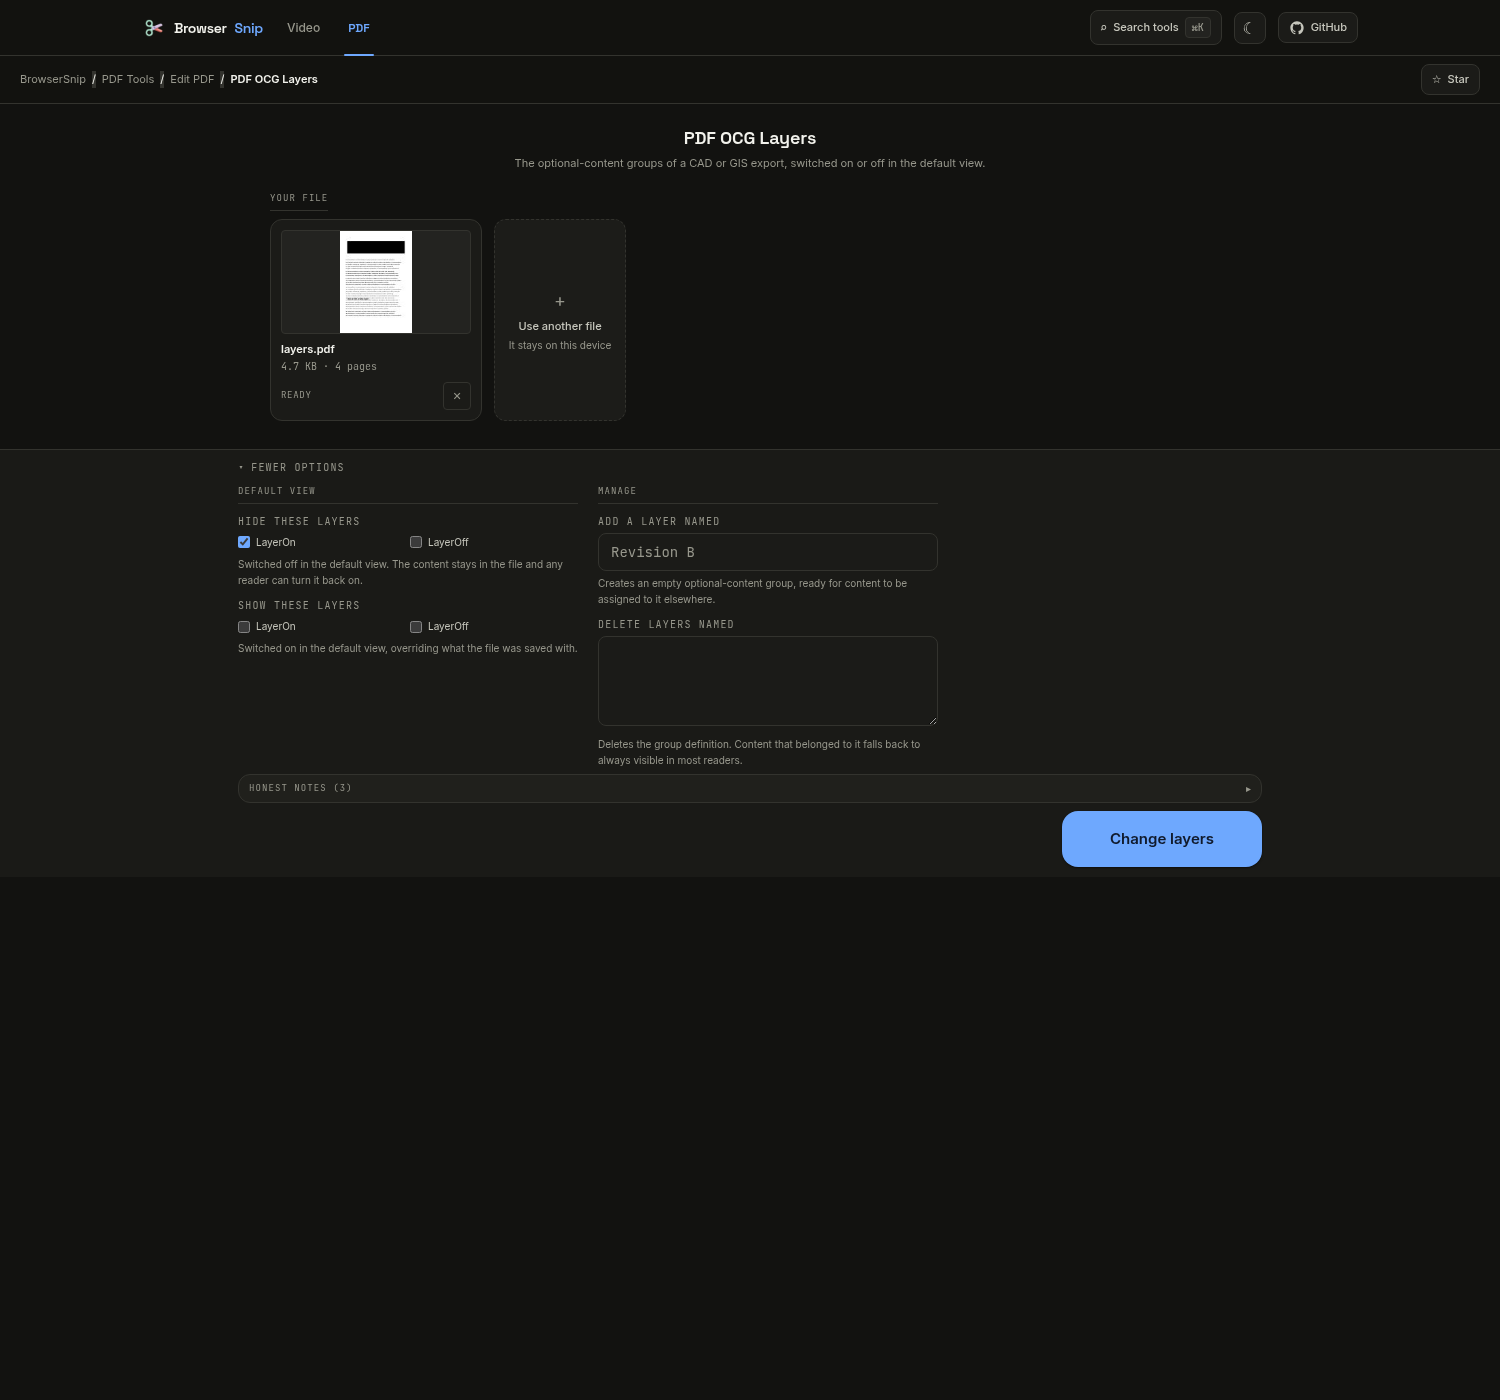 Browser Snip Video PDF
Search tools ⌘K
GitHub
BrowserSnip / PDF Tools / Edit PDF / PDF OCG Layers
☆ Star
PDF OCG Layers
The optional-content groups of a CAD or GIS export, switched on or off in the default view.
YOUR FILE
layers.pdf
4.7 KB · 4 pages
READY
×
+
Use another file
It stays on this device
▾ FEWER OPTIONS
DEFAULT VIEW
HIDE THESE LAYERS
LayerOn
LayerOff
Switched off in the default view. The content stays in the file and any
reader can turn it back on.
SHOW THESE LAYERS
LayerOn
LayerOff
Switched on in the default view, overriding what the file was saved with.
MANAGE
ADD A LAYER NAMED
Revision B
Creates an empty optional-content group, ready for content to be
assigned to it elsewhere.
DELETE LAYERS NAMED
Deletes the group definition. Content that belonged to it falls back to
always visible in most readers.
HONEST NOTES (3)
Change layers